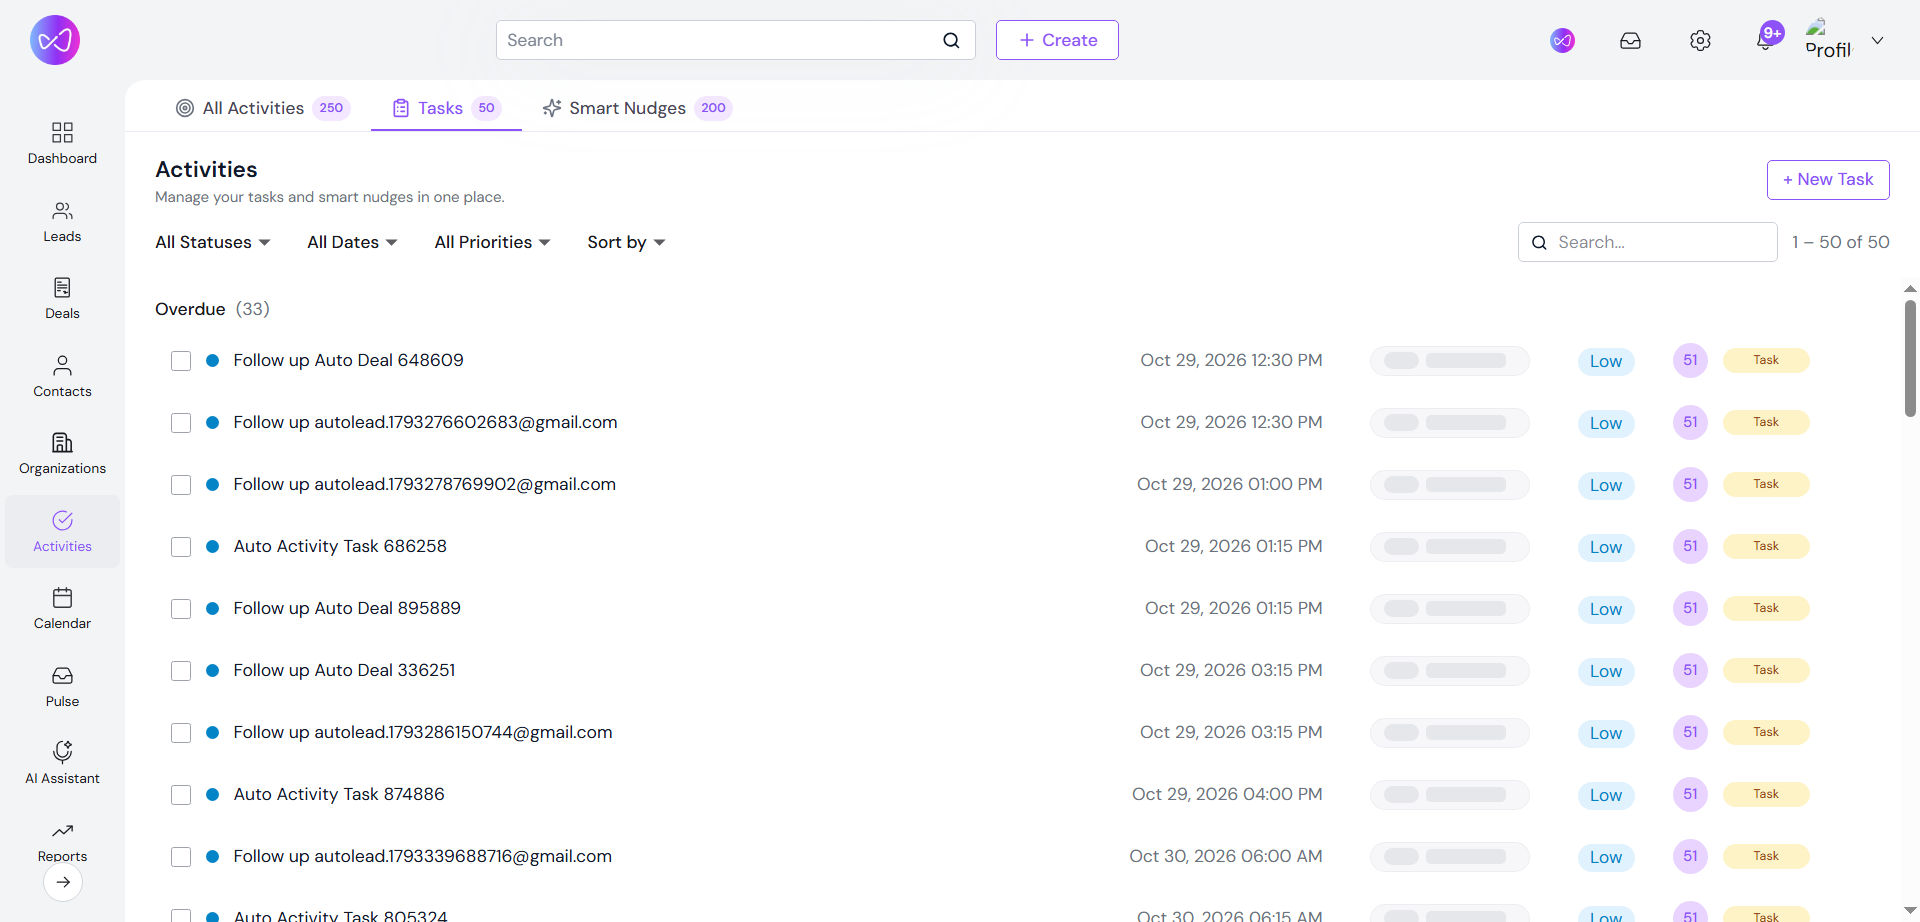 Search
+ Create
9+
Profil
All Activities 250
Tasks 50
Smart Nudges 200
Dashboard
Leads
Deals
Contacts
Organizations
Activities
Calendar
Pulse
AI Assistant
Reports
Activities
Manage your tasks and smart nudges in one place.
+ New Task
All Statuses
All Dates
All Priorities
Sort by
Search...
1 – 50 of 50
Overdue (33)
Follow up Auto Deal 648609 Oct 29, 2026 12:30 PM Low 51 Task
Follow up autolead.1793276602683@gmail.com Oct 29, 2026 12:30 PM Low 51 Task
Follow up autolead.1793278769902@gmail.com Oct 29, 2026 01:00 PM Low 51 Task
Auto Activity Task 686258 Oct 29, 2026 01:15 PM Low 51 Task
Follow up Auto Deal 895889 Oct 29, 2026 01:15 PM Low 51 Task
Follow up Auto Deal 336251 Oct 29, 2026 03:15 PM Low 51 Task
Follow up autolead.1793286150744@gmail.com Oct 29, 2026 03:15 PM Low 51 Task
Auto Activity Task 874886 Oct 29, 2026 04:00 PM Low 51 Task
Follow up autolead.1793339688716@gmail.com Oct 30, 2026 06:00 AM Low 51 Task
Auto Activity Task 805324 Oct 30, 2026 06:15 AM Low 51 Task